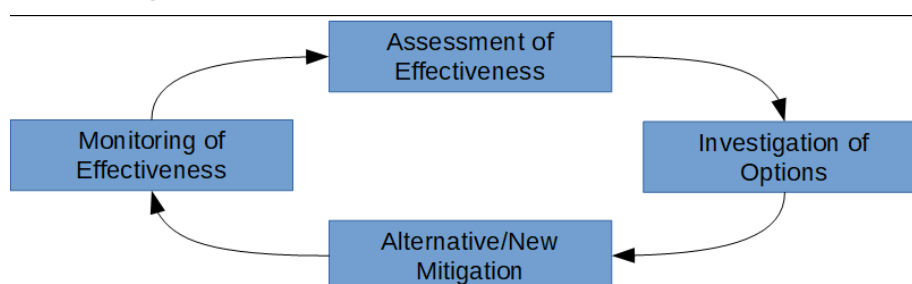 Assessment of
Effectiveness
Monitoring of
Effectiveness
Investigation of
Options
Alternative/New
Mitigation